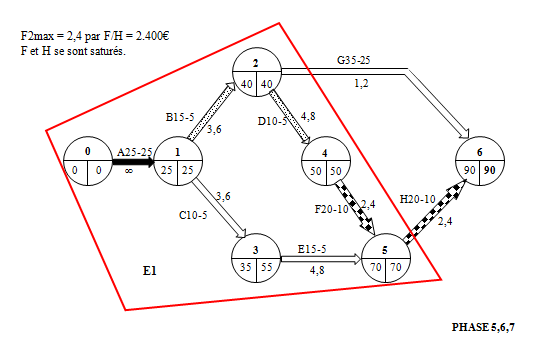 F2max = 2,4 par F/H = 2.400€
F et H se sont saturés.
2
40 40
G35-25
1,2
B15-5
3,6
D10-5
4,8
0
0 0
A25-25
∞
1
25 25
4
50 50
6
90 90
3,6
C10-5
F20-10
2,4
H20-10
2,4
3
35 55
E15-5
4,8
5
70 70
E1
PHASE 5,6,7